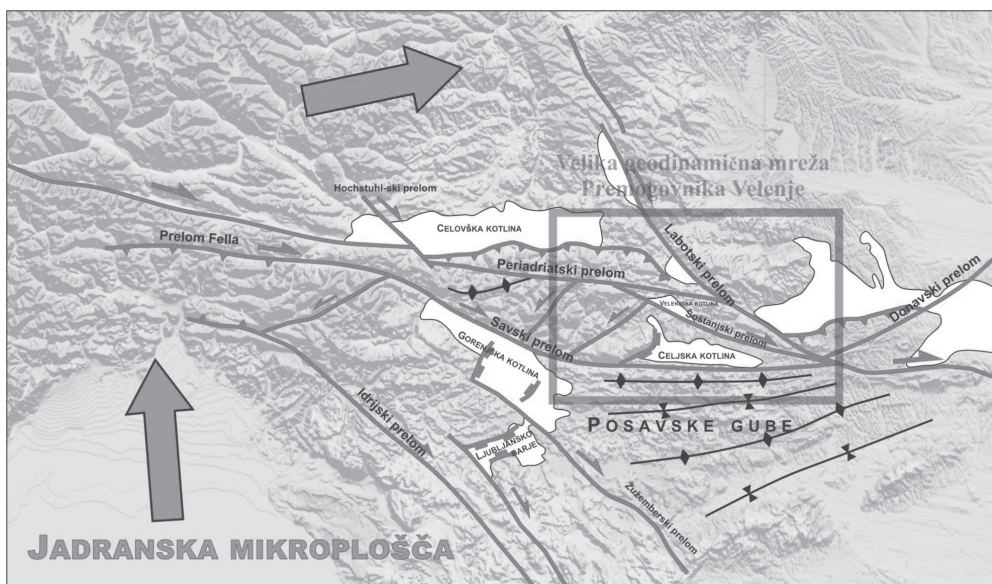 Velika geodinamična mreža
Premogovnika Velenje
Hochstuhl-ski prelom
CELOVŠKA KOTLINA
Prelom Fella
Labotski prelom
Periadriatski prelom
VELENJSKA KOTLINA
Donavski prelom
Šoštanjski prelom
Savski prelom
GORENJSKA KOTLINA
CELJSKA KOTLINA
Idrijski prelom
POSAVSKE GUBE
LJUBLJANSKO
BARJE
Žužemberski prelom
JADRANSKA MIKROPLOŠČA